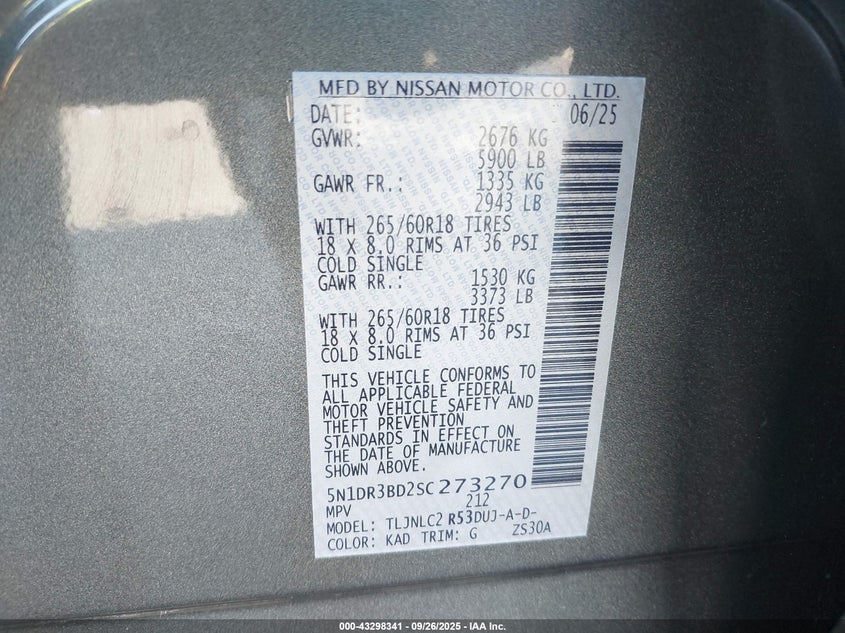 MFD BY NISSAN MOTOR CO., LTD.
DATE: 06/25
GVWR: 2676 KG
5900 LB
GAWR FR.: 1335 KG
2943 LB
WITH 265/60R18 TIRES
18 X 8.0 RIMS AT 36 PSI
COLD SINGLE
GAWR RR.: 1530 KG
3373 LB
WITH 265/60R18 TIRES
18 X 8.0 RIMS AT 36 PSI
COLD SINGLE
THIS VEHICLE CONFORMS TO
ALL APPLICABLE FEDERAL
MOTOR VEHICLE SAFETY AND
THEFT PREVENTION
STANDARDS IN EFFECT ON
THE DATE OF MANUFACTURE
SHOWN ABOVE.
5N1DR3BD2SC273270
MPV 212
MODEL: TLJNLC2 R53DUJ-A-D-
COLOR: KAD TRIM: G ZS30A
000-43298341 - 09/26/2025 - IAA Inc.